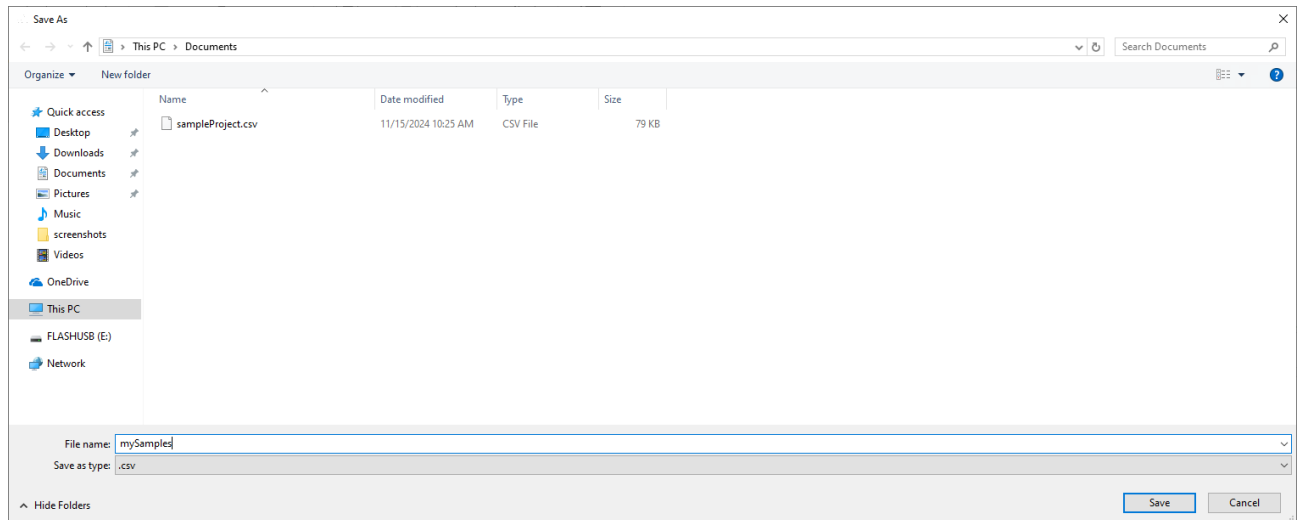 Save As
This PC > Documents
Search Documents
Organize
New folder
Name
Date modified
Type
Size
sampleProject.csv
11/15/2024 10:25 AM
CSV File
79 KB
Quick access
Desktop
Downloads
Documents
Pictures
Music
screenshots
Videos
OneDrive
This PC
FLASHUSB (E:)
Network
File name: mySamples
Save as type: .csv
Hide Folders
Save
Cancel